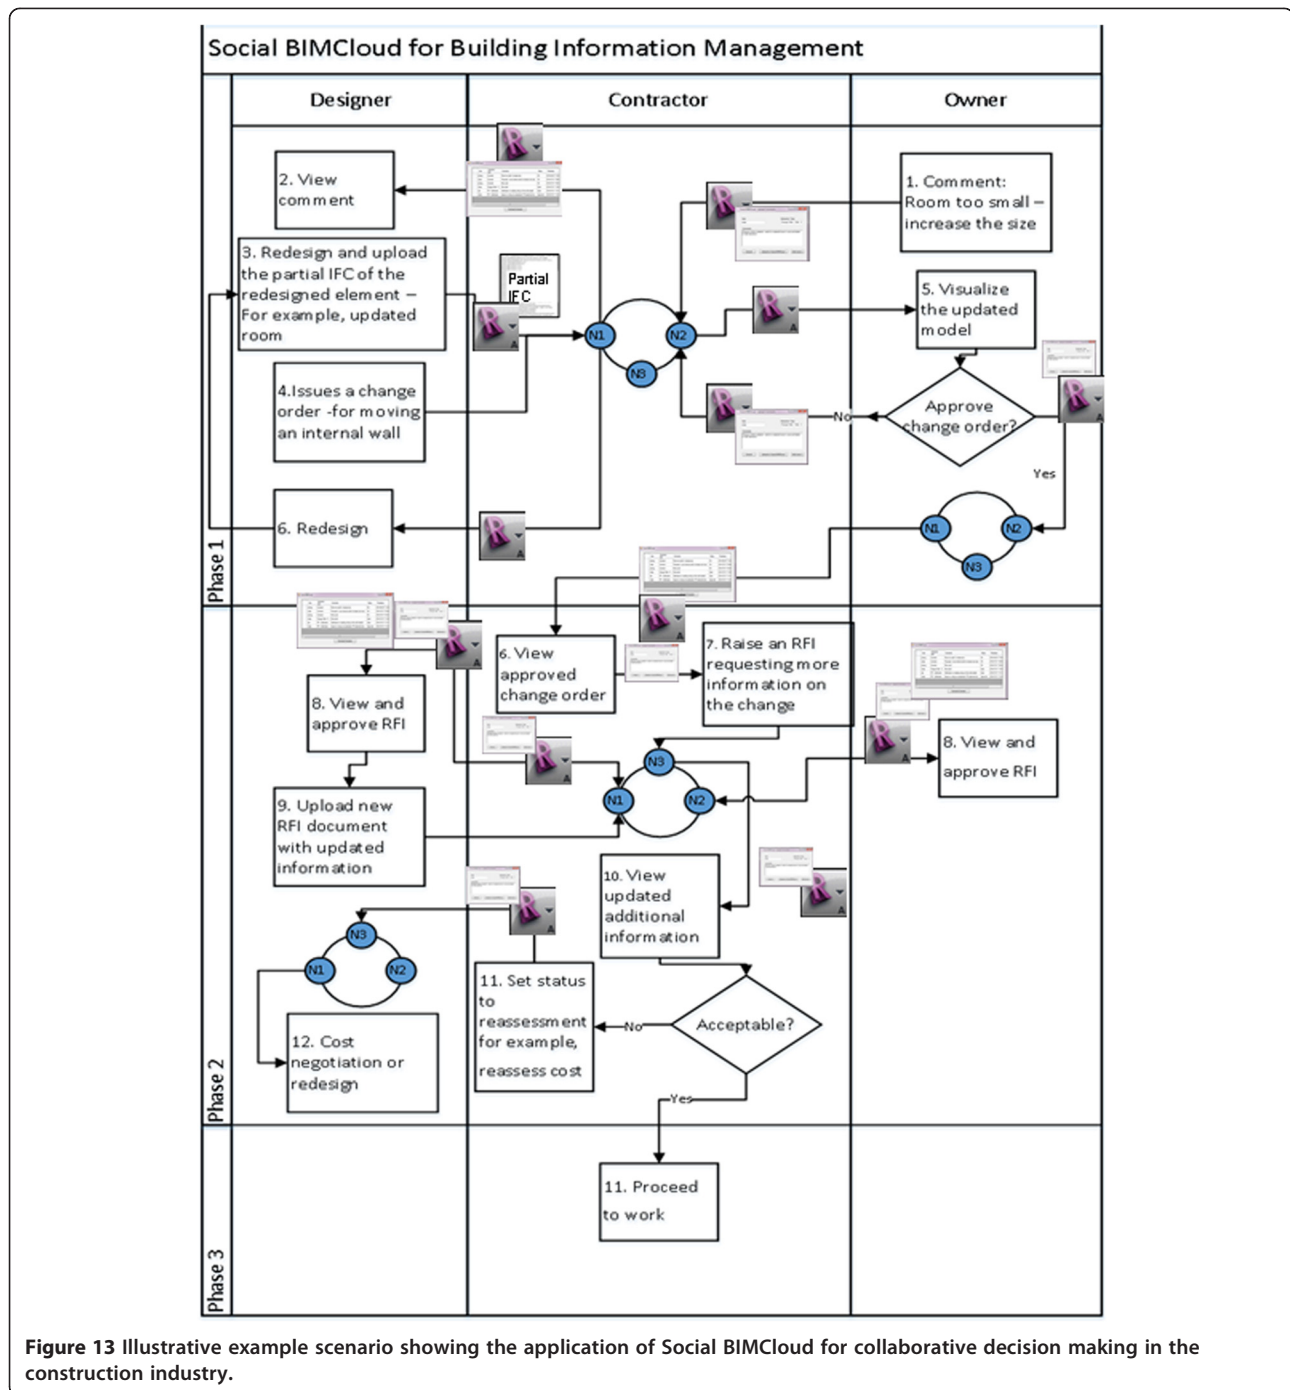 Social BIMCloud for Building Information Management
Designer
Contractor
Owner
Phase 1
2. View
comment
1. Comment:
Room too small –
increase the size
3. Redesign and upload
the partial IFC of the
redesigned element –
For example, updated
room
Partial
IFC
5. Visualize
the updated
model
N1
N2
N3
4.Issues a change
order -for moving
an internal wall
Approve
change order?
No
Yes
6. Redesign
N1
N2
N3
Phase 2
6. View
approved
change order
7. Raise an RFI
requesting more
information on
the change
8. View and
approve RFI
8. View and
approve RFI
N3
N1
N2
9. Upload new
RFI document
with updated
information
10. View
updated
additional
information
N3
N1
N2
11. Set status
to
reassessment
for example,
reassess cost
No
Acceptable?
Yes
12. Cost
negotiation or
redesign
Phase 3
11. Proceed
to work
Figure 13 Illustrative example scenario showing the application of Social BIMCloud for collaborative decision making in the
construction industry.